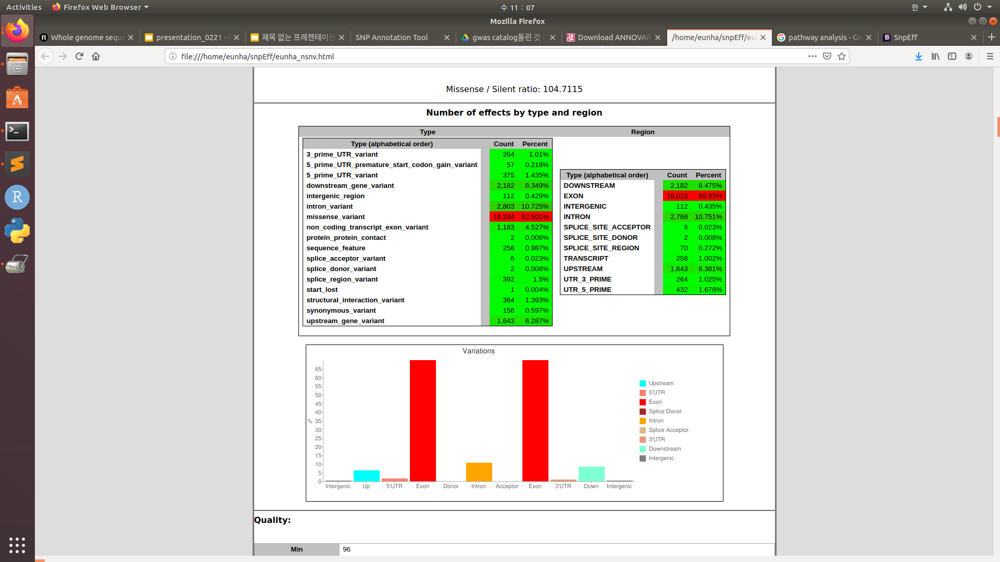 Activities Firefox Web Browser 수 11 : 07 한
Mozilla Firefox
Whole genome seque presentation_0221 - 제목 없는 프레젠테이션 SNP Annotation Tool gwas catalog돌린 것 - Download ANNOVAR /home/eunha/snpEff/eu pathway analysis - Go SnpEff
file:///home/eunha/snpEff/eunha_nsnv.html
Missense / Silent ratio: 104.7115
Number of effects by type and region
Type Region
Type (alphabetical order) Count Percent
3_prime_UTR_variant 264 1.01%
5_prime_UTR_premature_start_codon_gain_variant 57 0.218%
5_prime_UTR_variant 375 1.435%
downstream_gene_variant 2,182 8.349%
intergenic_region 112 0.429%
intron_variant 2,803 10.725%
missense_variant 16,334 62.501%
non_coding_transcript_exon_variant 1,183 4.527%
protein_protein_contact 2 0.008%
sequence_feature 258 0.987%
splice_acceptor_variant 6 0.023%
splice_donor_variant 2 0.008%
splice_region_variant 392 1.5%
start_lost 1 0.004%
structural_interaction_variant 364 1.393%
synonymous_variant 156 0.597%
upstream_gene_variant 1,643 6.287%
Type (alphabetical order) Count Percent
DOWNSTREAM 2,182 8.475%
EXON 18,010 69.95%
INTERGENIC 112 0.435%
INTRON 2,768 10.751%
SPLICE_SITE_ACCEPTOR 6 0.023%
SPLICE_SITE_DONOR 2 0.008%
SPLICE_SITE_REGION 70 0.272%
TRANSCRIPT 258 1.002%
UPSTREAM 1,643 6.381%
UTR_3_PRIME 264 1.025%
UTR_5_PRIME 432 1.678%
Variations
65
60
55
50
45
40
% 35
30
25
20
15
10
5
0
Intergenic Up 5'UTR Exon Donor Intron Acceptor Exon 3'UTR Down Intergenic
Upstream
5'UTR
Exon
Splice Donor
Intron
Splice Acceptor
3'UTR
Downstream
Intergenic
Quality:
Min 96